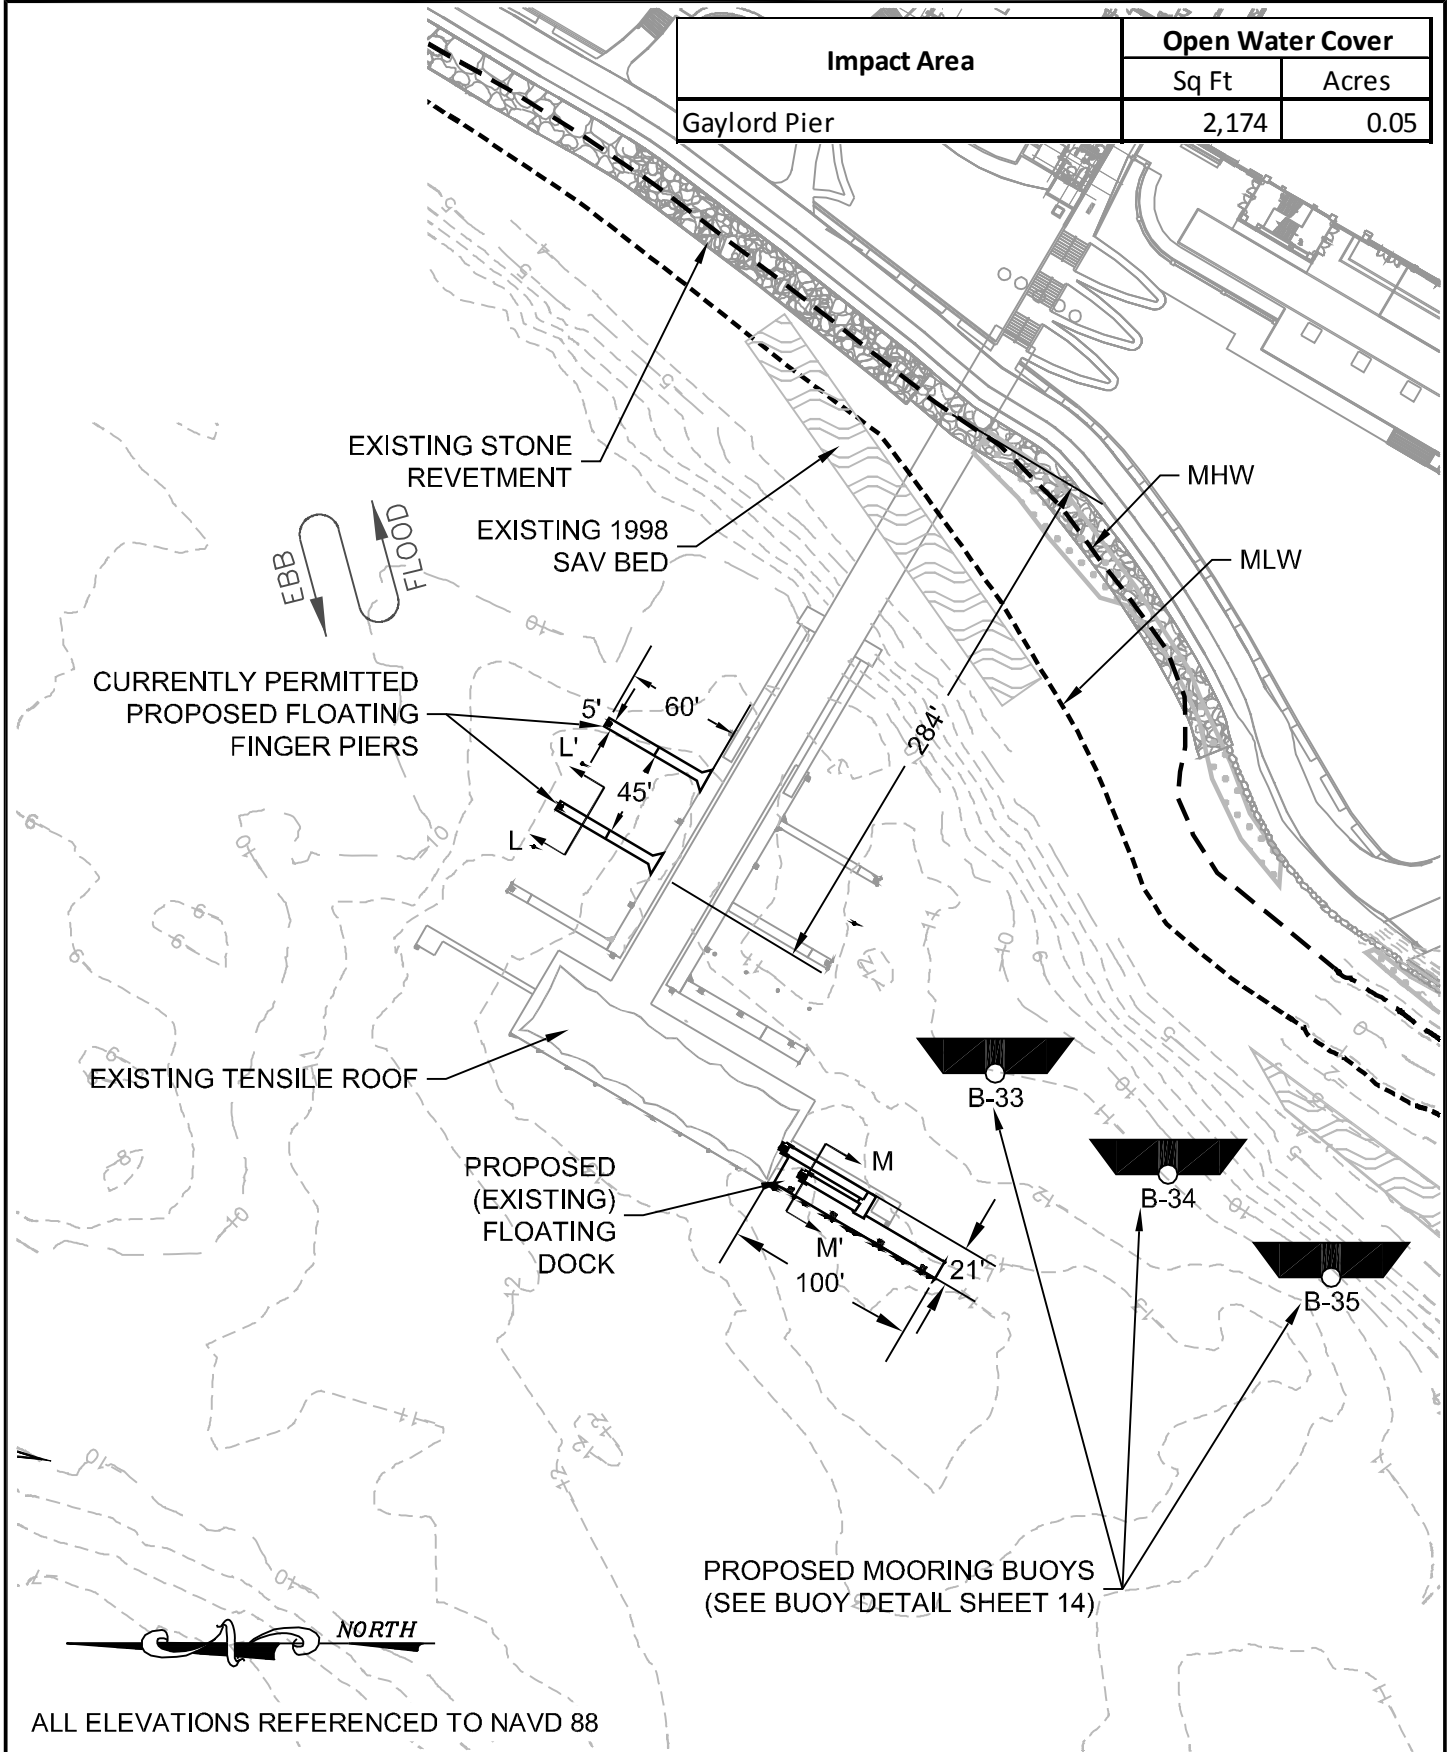 Impact Area
Open Water Cover
Sq Ft
Acres
Gaylord Pier
2,174
0.05
EXISTING STONE
REVETMENT
EXISTING 1998
SAV BED
EBB
FLOOD
MHW
MLW
CURRENTLY PERMITTED
PROPOSED FLOATING
FINGER PIERS
5'
60'
L'
45'
L
284'
EXISTING TENSILE ROOF
PROPOSED
(EXISTING)
FLOATING
DOCK
M
M'
100'
21'
B-33
B-34
B-35
PROPOSED MOORING BUOYS
(SEE BUOY DETAIL SHEET 14)
NORTH
ALL ELEVATIONS REFERENCED TO NAVD 88